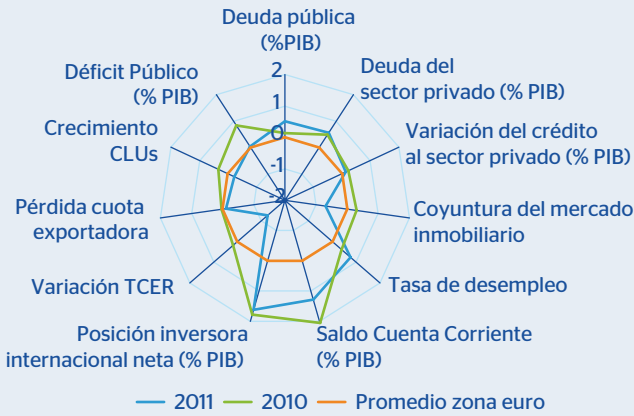 Deuda pública
(%PIB)
Deuda del
sector privado (% PIB)
Variación del crédito
al sector privado (% PIB)
Coyuntura del mercado
inmobiliario
Tasa de desempleo
Saldo Cuenta Corriente
(% PIB)
Posición inversora
internacional neta (% PIB)
Variación TCER
Pérdida cuota
exportadora
Crecimiento
CLUs
Déficit Público
(% PIB)
2
1
0
-1
-2
2011
2010
Promedio zona euro